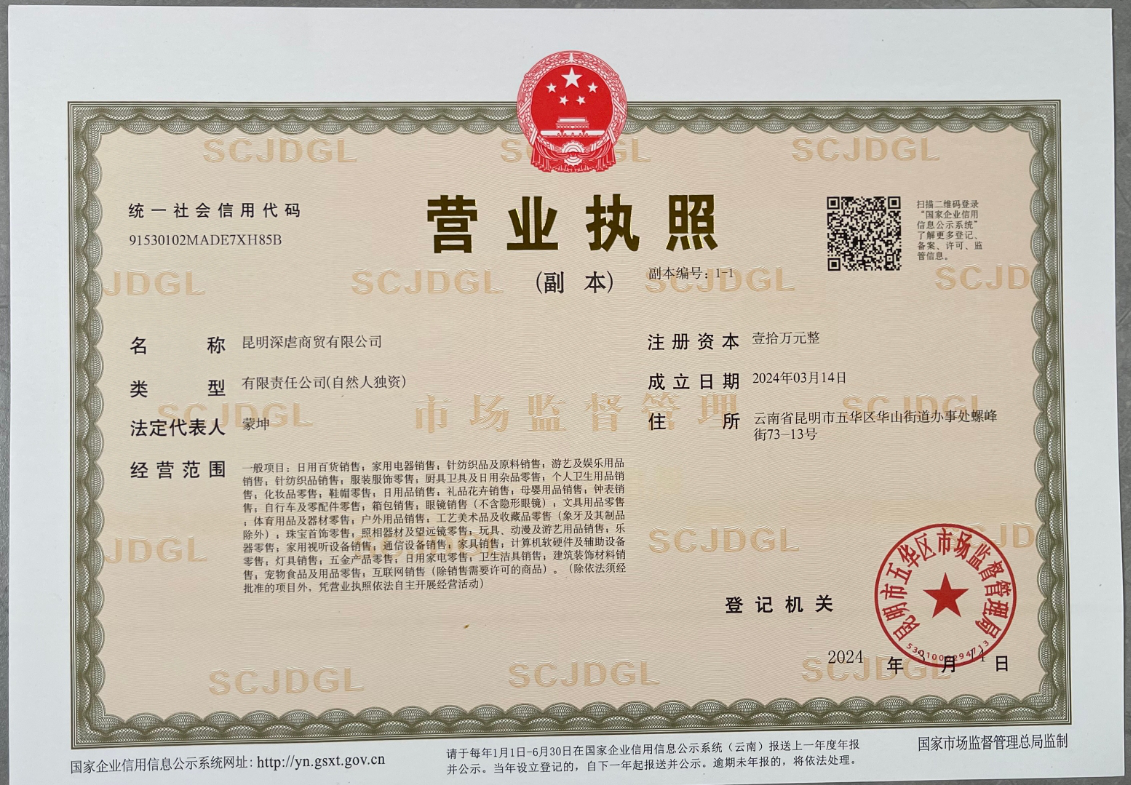 统一社会信用代码
91530102MADE7XH85B
营业执照
(副 本)
副本编号：1-1
扫描二维码登录
“国家企业信用
信息公示系统”
了解更多登记、
备案、许可、监
管信息。
名 称 昆明深虐商贸有限公司
类 型 有限责任公司(自然人独资)
法定代表人 蒙坤
经营范围 一般项目：日用百货销售；家用电器销售；针纺织品及原料销售；游艺及娱乐用品
销售；针纺织品销售；服装服饰零售；厨具卫具及日用杂品零售；个人卫生用品销
售；化妆品零售；鞋帽零售；日用品销售；礼品花卉销售；母婴用品销售；钟表销
售；自行车及零配件零售；箱包销售；眼镜销售（不含隐形眼镜）；文具用品零售
；体育用品及器材零售；户外用品销售；工艺美术品及收藏品零售（象牙及其制品
除外）；珠宝首饰零售；照相器材及望远镜零售；玩具、动漫及游艺用品销售；乐
器零售；家用视听设备销售；通信设备销售；家具销售；计算机软硬件及辅助设备
零售；灯具销售；五金产品零售；日用家电零售；卫生洁具销售；建筑装饰材料销
售；宠物食品及用品零售；互联网销售（除销售需要许可的商品）。（除依法须经
批准的项目外，凭营业执照依法自主开展经营活动）
注册资本 壹拾万元整
成立日期 2024年03月14日
住 所 云南省昆明市五华区华山街道办事处螺峰
街73-13号
SCJDGL
市场监督管理
登记机关
昆明市五华区市场监督管理局
2024 年 月 日
国家企业信用信息公示系统网址：http://yn.gsxt.gov.cn
请于每年1月1日-6月30日在国家企业信用信息公示系统（云南）报送上一年度年报
并公示。当年设立登记的，自下一年起报送并公示。逾期未年报的，将依法处理。
国家市场监督管理总局监制